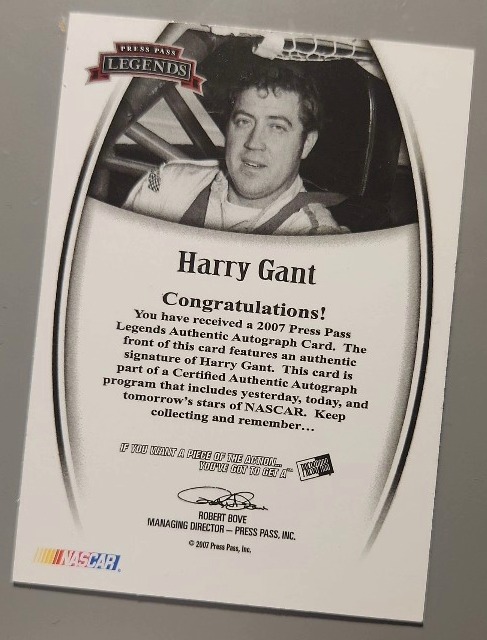 PRESS PASS
LEGENDS
Harry Gant
Congratulations!
You have received a 2007 Press Pass
Legends Authentic Autograph Card. The
front of this card features an authentic
signature of Harry Gant. This card is
part of a Certified Authentic Autograph
program that includes yesterday, today, and
tomorrow's stars of NASCAR. Keep
collecting and remember...
IF YOU WANT A PIECE OF THE ACTION...
YOU'VE GOT TO GET A
ROBERT BOVE
MANAGING DIRECTOR – PRESS PASS, INC.
© 2007 Press Pass, Inc.
NASCAR